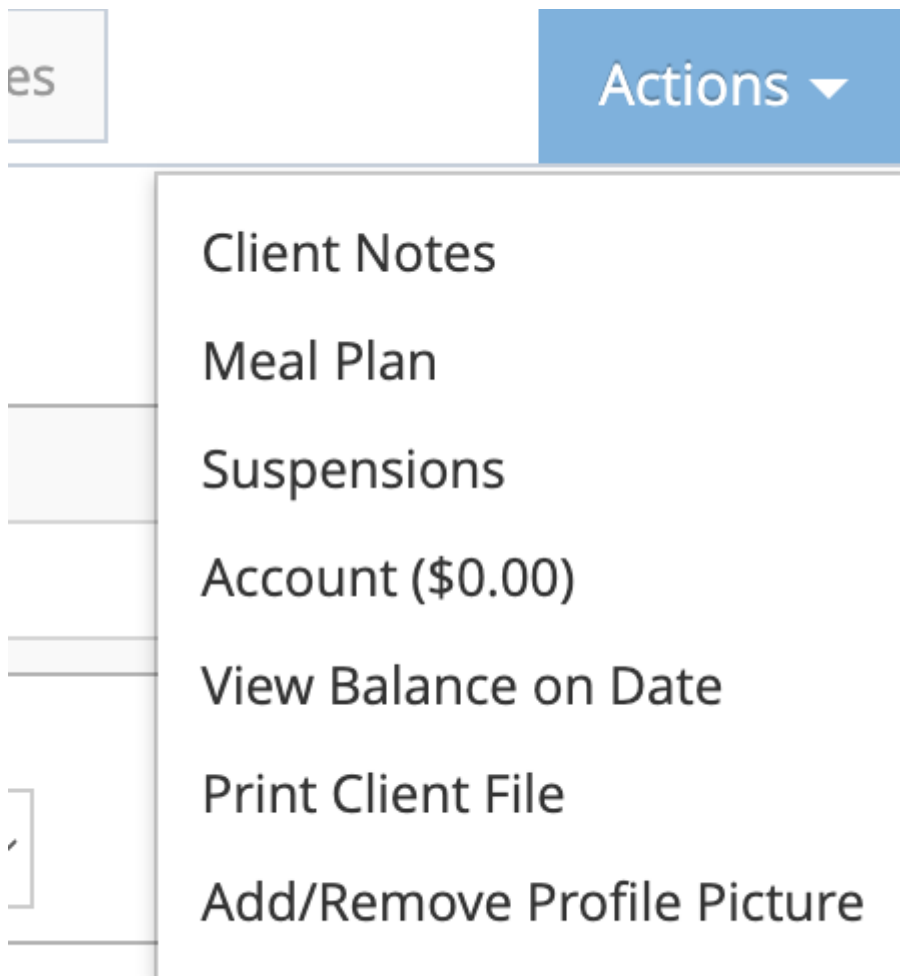 es
Actions
Client Notes
Meal Plan
Suspensions
Account ($0.00)
View Balance on Date
Print Client File
Add/Remove Profile Picture